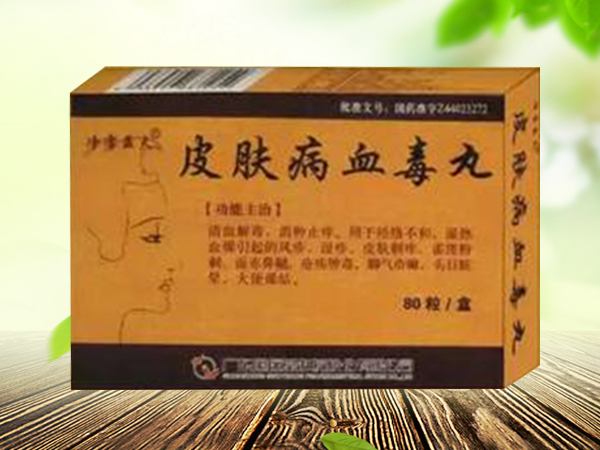 批准文号：国药准字Z44023272
皮肤病血毒丸
【功能主治】
清血解毒，消肿止痒。用于经络不和，湿热
血燥引起的风疹，湿疹，皮肤刺痒，雀斑粉
刺，面赤鼻齄，疮疡肿毒，脚气疥癣，头目眩
晕，大便燥结。
80粒/盒
皮肤病血毒丸